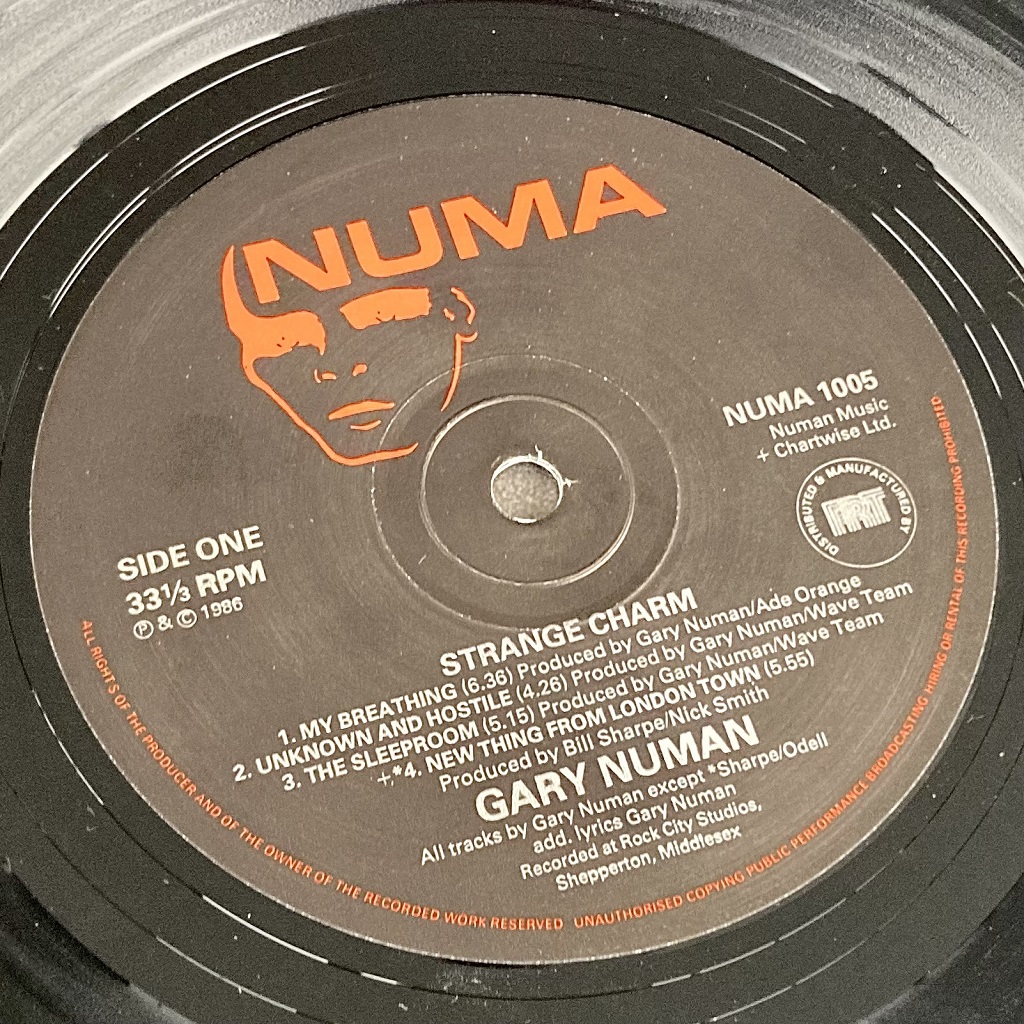 NUMA
NUMA 1005
Numan Music
+ Chartwise Ltd.
DISTRIBUTED & MANUFACTURED BY
PRT
SIDE ONE
33⅓ RPM
Ⓟ & © 1986
STRANGE CHARM
1. MY BREATHING (6.36) Produced by Gary Numan/Ade Orange
2. UNKNOWN AND HOSTILE (4.26) Produced by Gary Numan/Wave Team
3. THE SLEEPROOM (5.15) Produced by Gary Numan/Wave Team
+*4. NEW THING FROM LONDON TOWN (5.55)
Produced by Bill Sharpe/Nick Smith
GARY NUMAN
All tracks by Gary Numan except *Sharpe/Odell
add. lyrics Gary Numan
Recorded at Rock City Studios,
Shepperton, Middlesex
ALL RIGHTS OF THE PRODUCER AND OF THE OWNER OF THE RECORDED WORK RESERVED UNAUTHORISED COPYING PUBLIC PERFORMANCE BROADCASTING HIRING OR RENTAL OF THIS RECORDING PROHIBITED